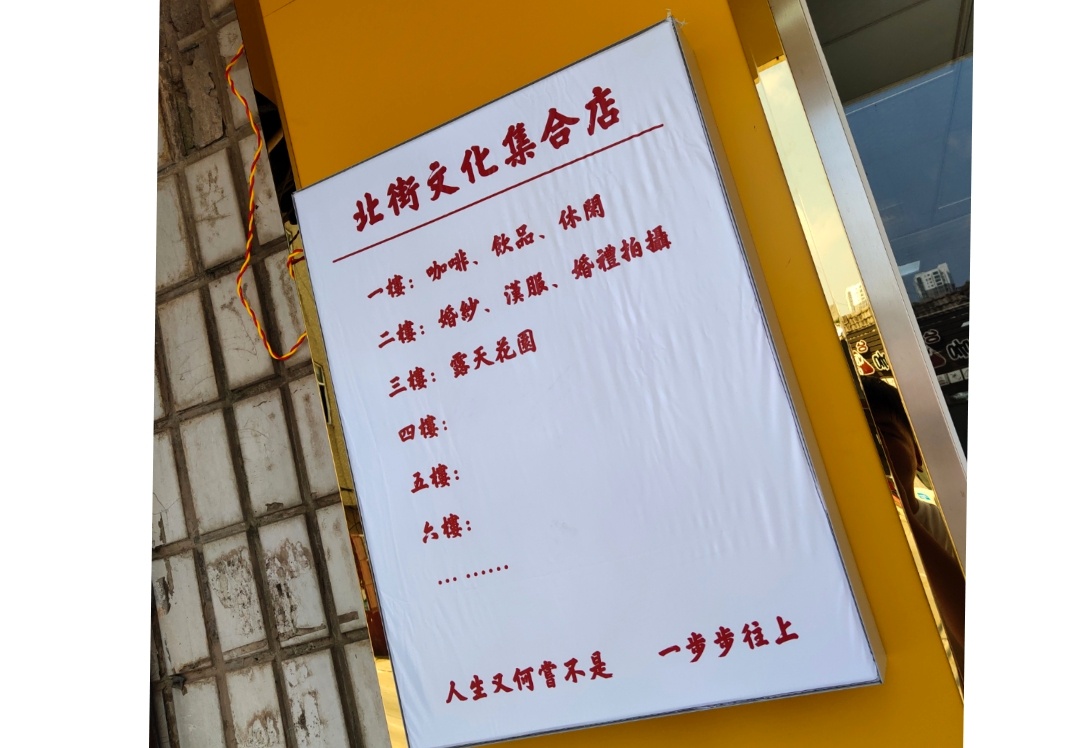 北街文化集合店
一樓：咖啡、飲品、休閑
二樓：婚紗、漢服、婚禮拍攝
三樓：露天花園
四樓：
五樓：
六樓：
... ......
人生又何嘗不是　一步步往上